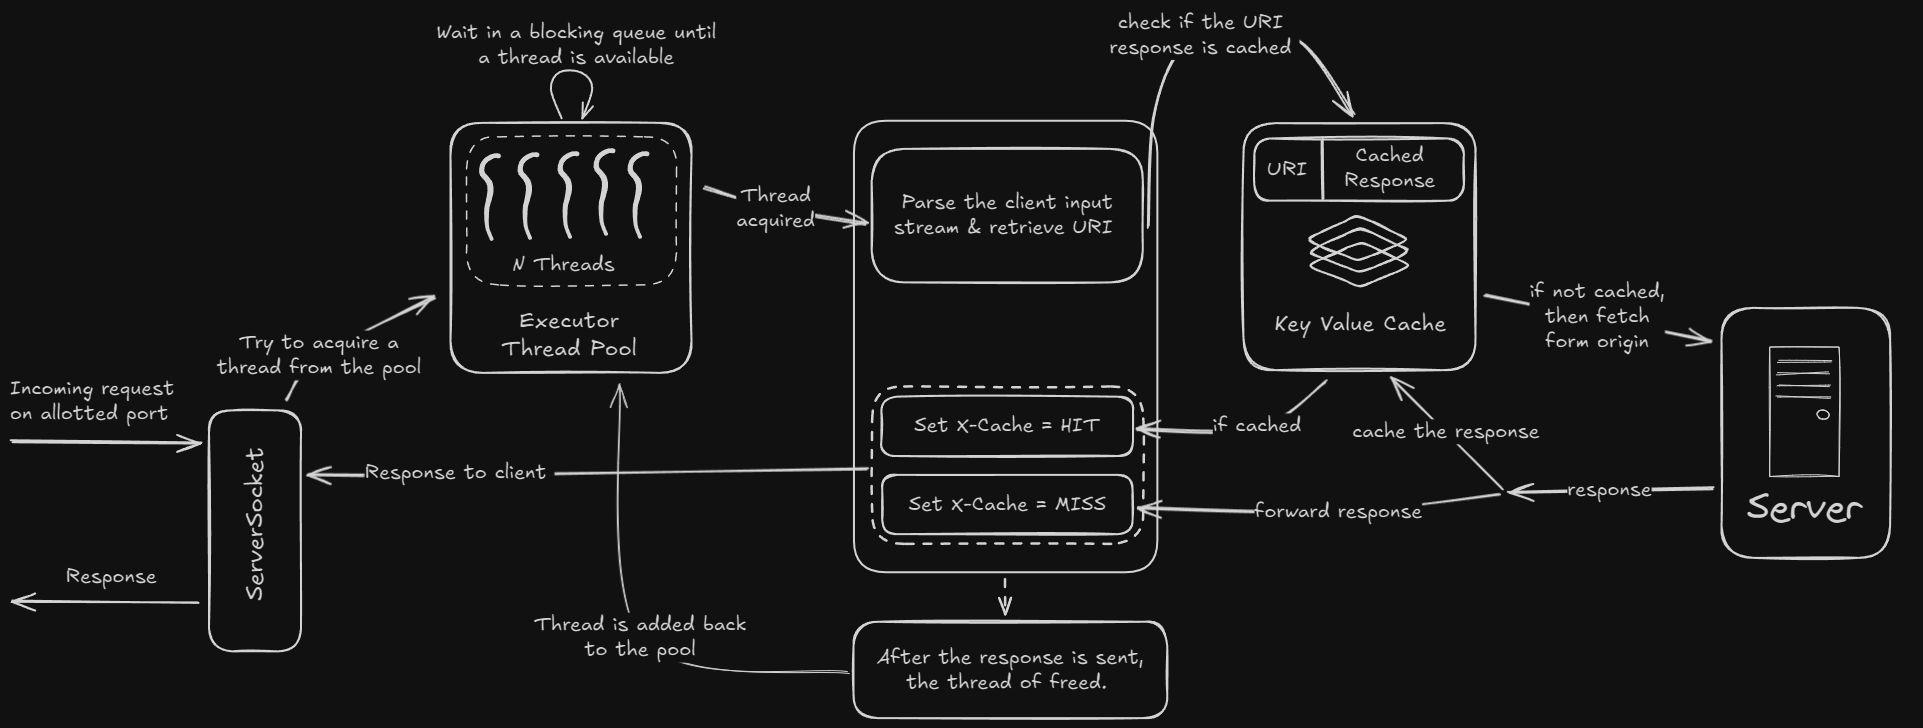 Wait in a blocking queue until
a thread is available
N Threads
Executor
Thread Pool
Try to acquire a
thread from the pool
Incoming request
on allotted port
ServerSocket
Response
Response to client
Thread
acquired
Parse the client input
stream & retrieve URI
check if the URI
response is cached
URI
Cached
Response
Key Value Cache
if not cached,
then fetch
form origin
Server
response
cache the response
forward response
if cached
Set X-Cache = HIT
Set X-Cache = MISS
After the response is sent,
the thread of freed.
Thread is added back
to the pool